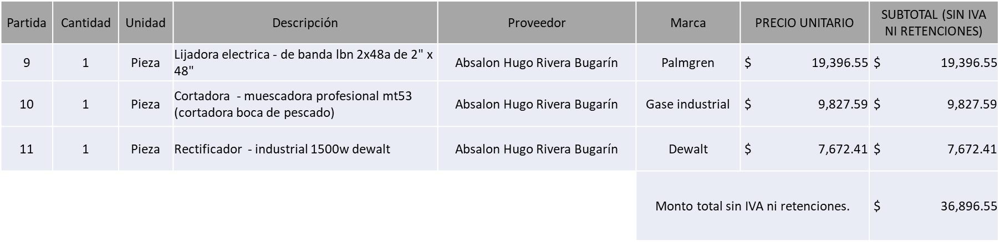 Partida Cantidad Unidad Descripción Proveedor Marca PRECIO UNITARIO SUBTOTAL (SIN IVA
NI RETENCIONES)
9 1 Pieza Lijadora electrica - de banda lbn 2x48a de 2" x
48" Absalon Hugo Rivera Bugarín Palmgren $ 19,396.55 $ 19,396.55
10 1 Pieza Cortadora  - muescadora profesional mt53
(cortadora boca de pescado) Absalon Hugo Rivera Bugarín Gase industrial $ 9,827.59 $ 9,827.59
11 1 Pieza Rectificador  - industrial 1500w dewalt Absalon Hugo Rivera Bugarín Dewalt $ 7,672.41 $ 7,672.41
Monto total sin IVA ni retenciones. $ 36,896.55